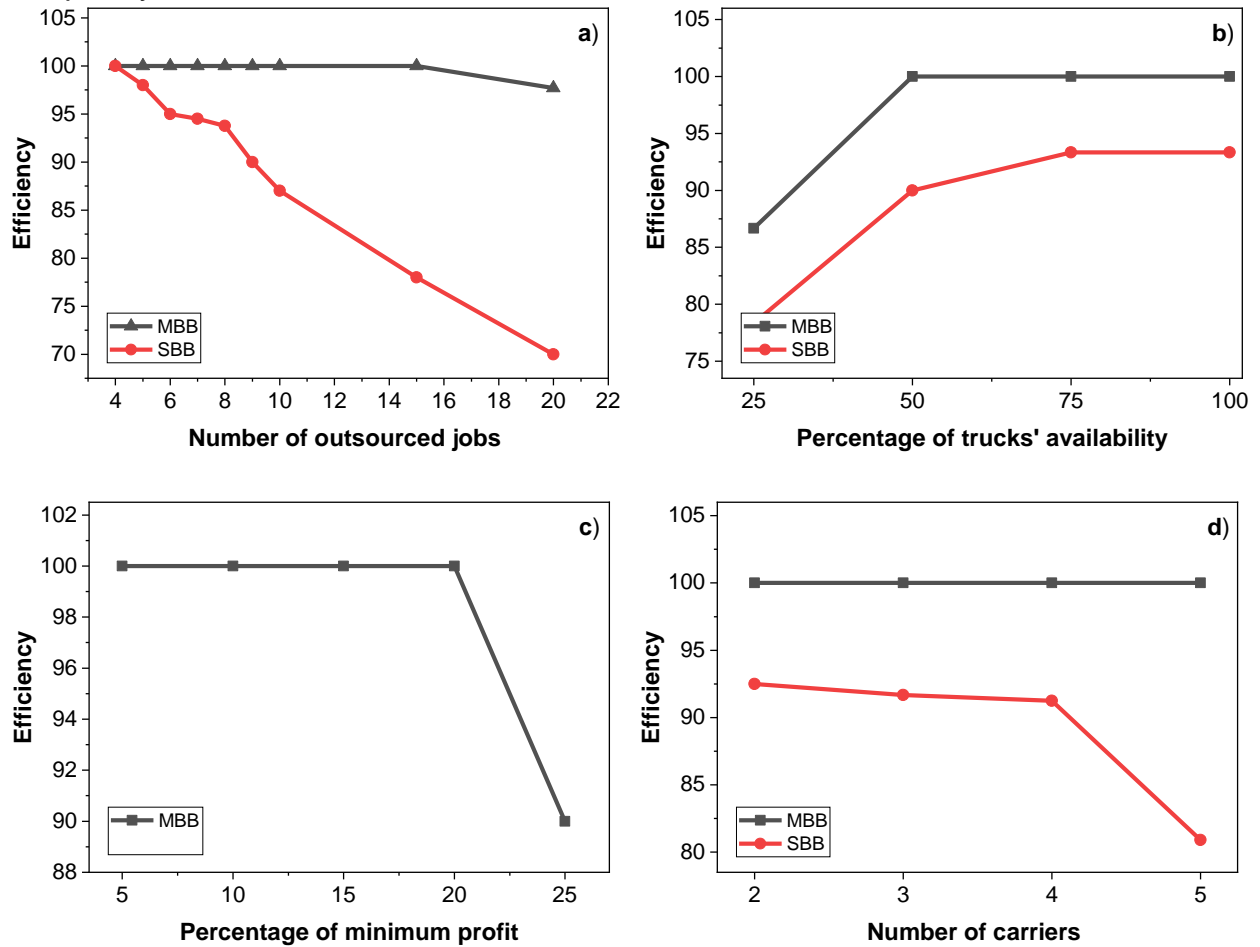 a)
105
100
95
90
85
80
75
70
Efficiency
MBB
SBB
4 6 8 10 12 14 16 18 20 22
Number of outsourced jobs
b)
105
100
95
90
85
80
75
Efficiency
MBB
SBB
25 50 75 100
Percentage of trucks' availability
c)
102
100
98
96
94
92
90
88
Efficiency
MBB
5 10 15 20 25
Percentage of minimum profit
d)
105
100
95
90
85
80
Efficiency
MBB
SBB
2 3 4 5
Number of carriers